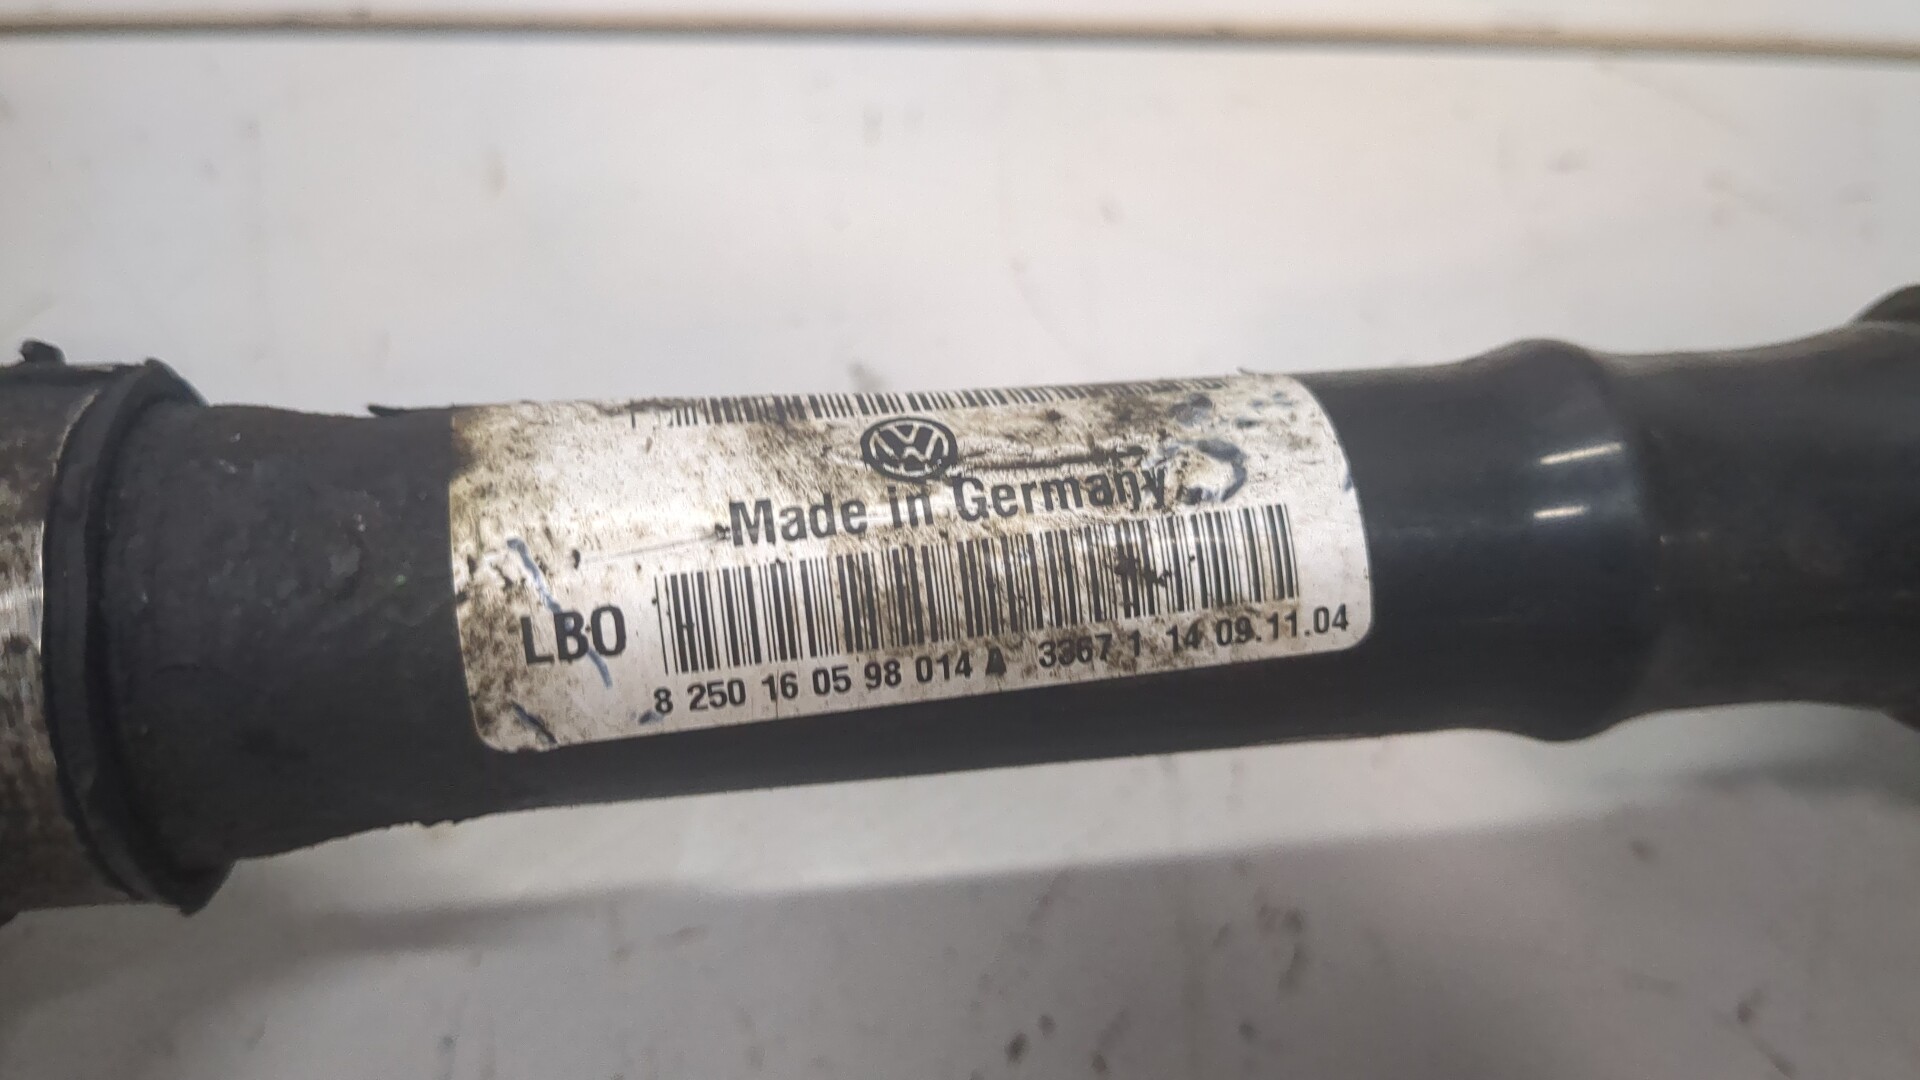 Made in Germany
LBO
8 250 16 05 98 014 A 3367 1 14 09.11.04